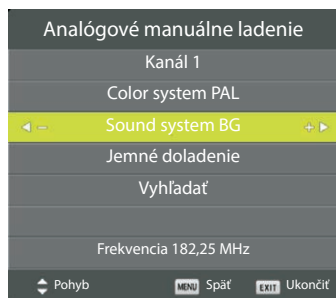 Analógové manuálne ladenie
Kanál 1
Color system PAL
Sound system BG
Jemné doladenie
Vyhľadať
Frekvencia 182,25 MHz
Pohyb MENU Späť EXIT Ukončiť